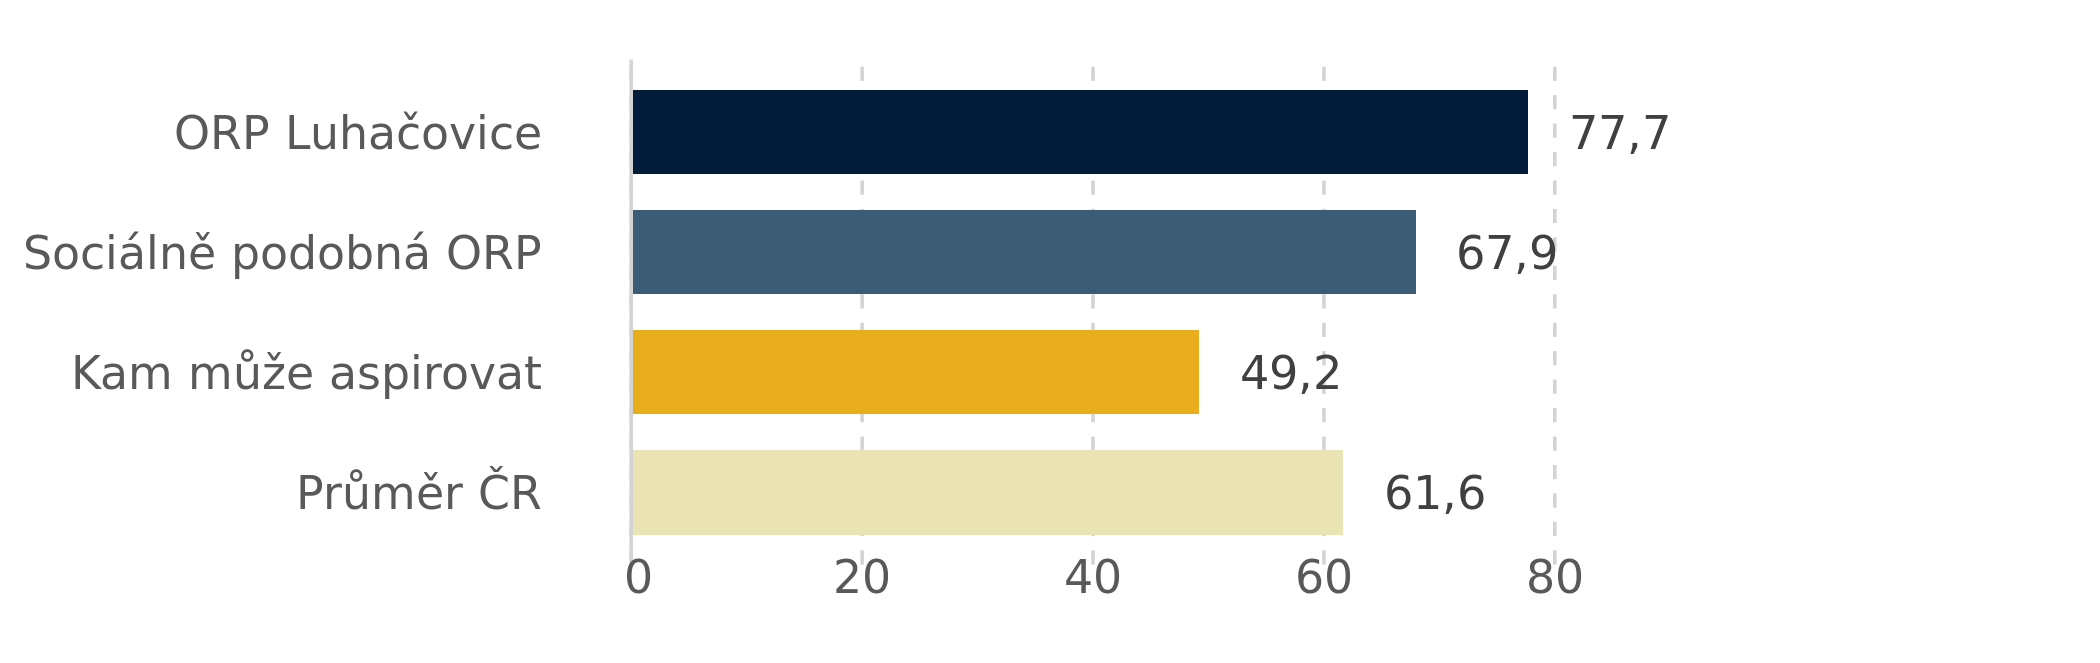 ORP Luhačovice 77,7
Sociálně podobná ORP 67,9
Kam může aspirovat 49,2
Průměr ČR 61,6
0 20 40 60 80